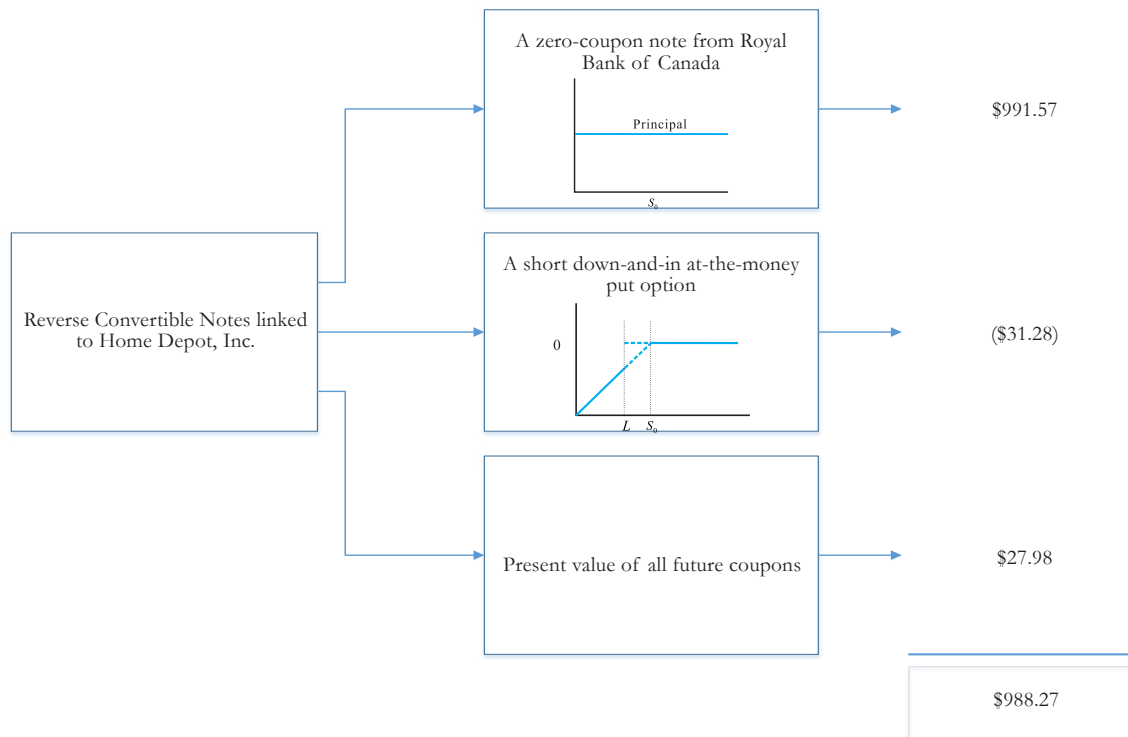 A zero-coupon note from Royal
Bank of Canada
Principal
S₀
$991.57
Reverse Convertible Notes linked
to Home Depot, Inc.
A short down-and-in at-the-money
put option
0
L S₀
($31.28)
Present value of all future coupons
$27.98
$988.27